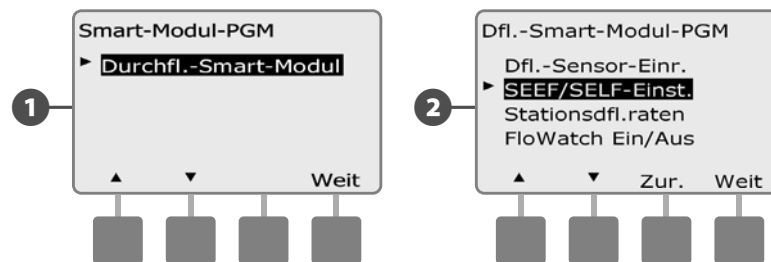 Smart-Modul-PGM
► Durchfl.-Smart-Modul
1
▲ ▼ Weit
Dfl.-Smart-Modul-PGM
Dfl.-Sensor-Einr.
► SEEF/SELF-Einst.
2
Stationsdfl.raten
FloWatch Ein/Aus
▲ ▼ Zur. Weit